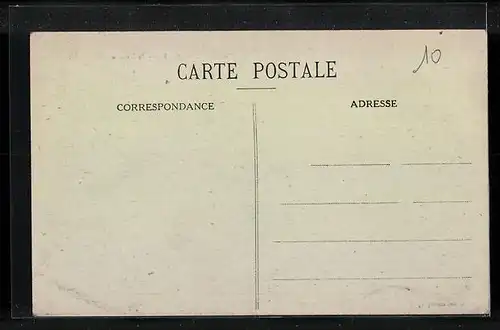 CARTE POSTALE
10
CORRESPONDANCE
ADRESSE